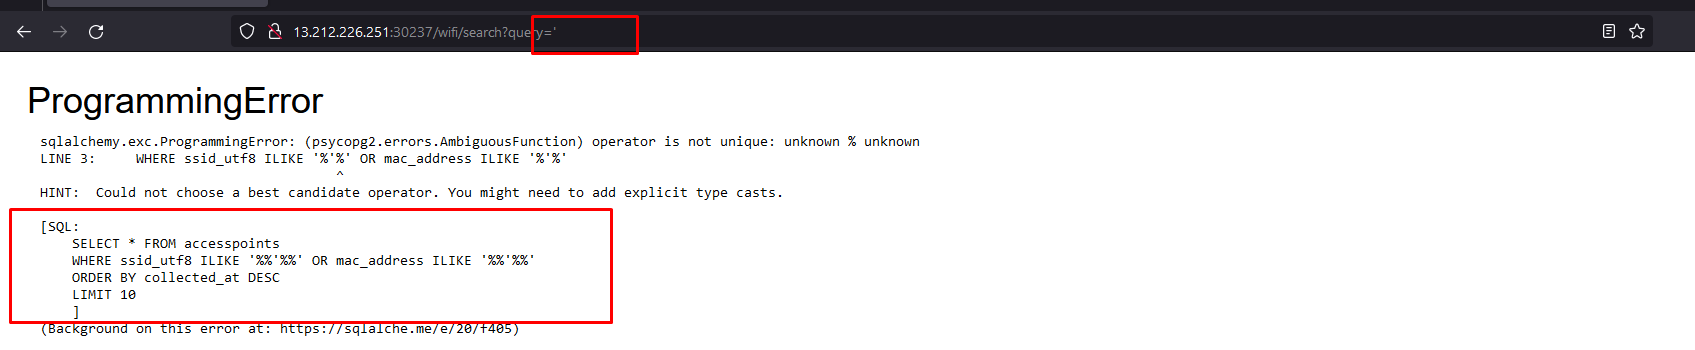 13.212.226.251:30237/wifi/search?query='
ProgrammingError
sqlalchemy.exc.ProgrammingError: (psycopg2.errors.AmbiguousFunction) operator is not unique: unknown % unknown
LINE 3:     WHERE ssid_utf8 ILIKE '%'%' OR mac_address ILIKE '%'%'
^
HINT:  Could not choose a best candidate operator. You might need to add explicit type casts.
[SQL:
SELECT * FROM accesspoints
WHERE ssid_utf8 ILIKE '%%'%%' OR mac_address ILIKE '%%'%%'
ORDER BY collected_at DESC
LIMIT 10
]
(Background on this error at: https://sqlalche.me/e/20/f405)